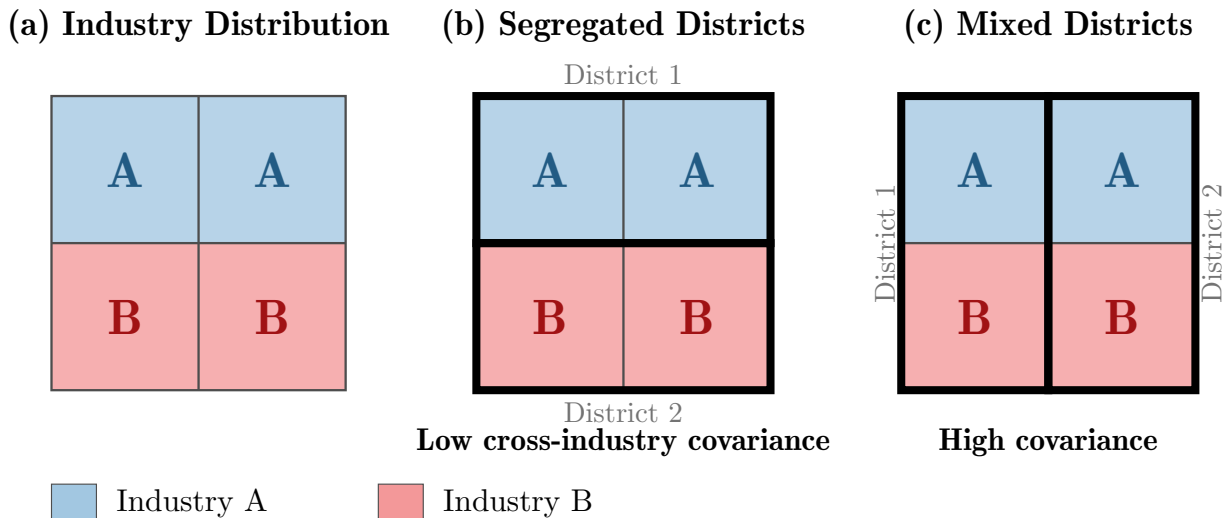 (a) Industry Distribution
A A
B B
(b) Segregated Districts
District 1
A A
B B
District 2
Low cross-industry covariance
(c) Mixed Districts
District 1
A A
B B
District 2
High covariance
Industry A
Industry B